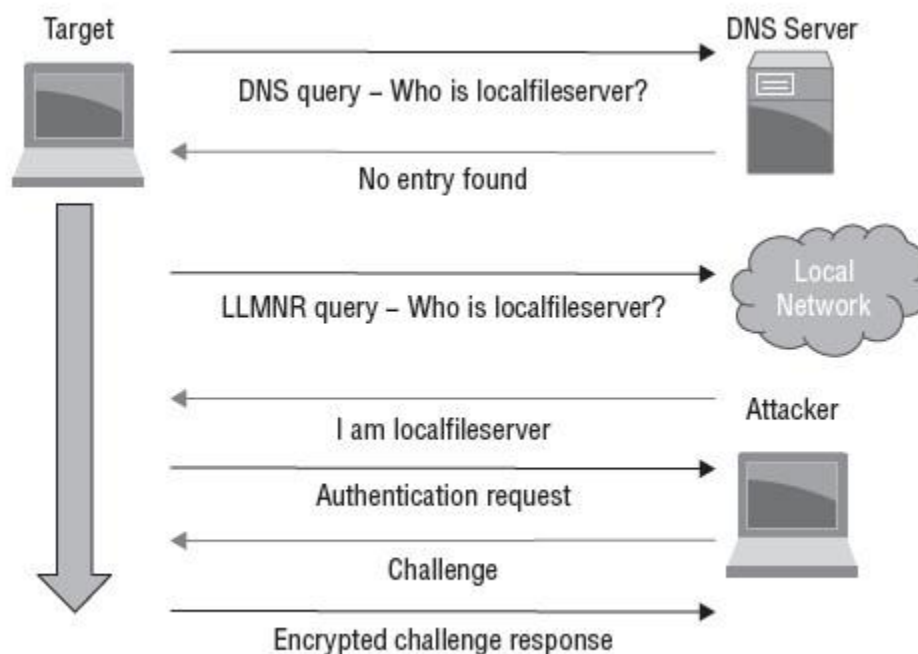 Target
DNS Server
DNS query – Who is localfileserver?
No entry found
Local
Network
LLMNR query – Who is localfileserver?
I am localfileserver
Attacker
Authentication request
Challenge
Encrypted challenge response